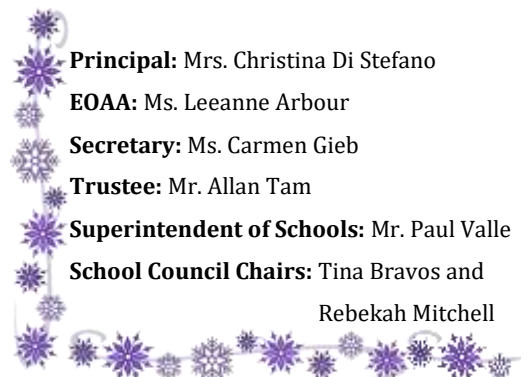 Principal: Mrs. Christina Di Stefano
EOAA: Ms. Leeanne Arbour
Secretary: Ms. Carmen Gieb
Trustee: Mr. Allan Tam
Superintendent of Schools: Mr. Paul Valle
School Council Chairs: Tina Bravos and
Rebekah Mitchell